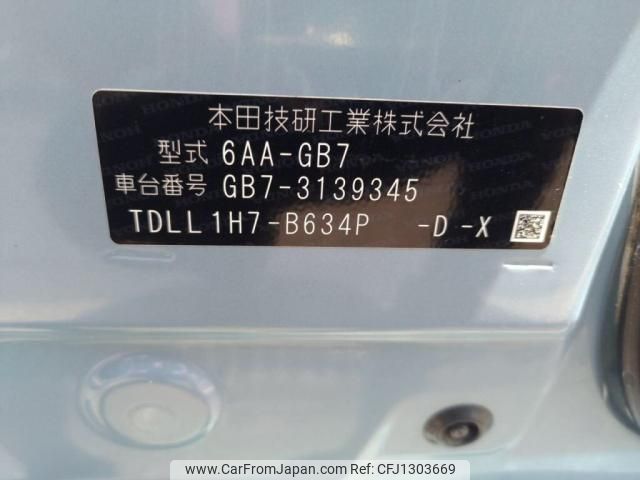 本田技研工業株式会社
型式 6AA-GB7
車台番号 GB7-3139345
TDLL1H7-B634P -D -X
www.CarFromJapan.com | CFJ1303669